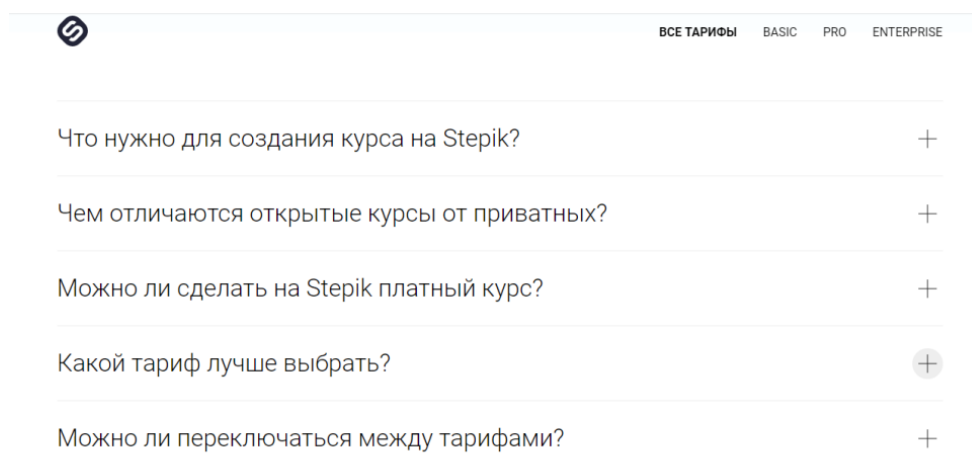 ВСЕ ТАРИФЫ BASIC PRO ENTERPRISE
Что нужно для создания курса на Stepik?
Чем отличаются открытые курсы от приватных?
Можно ли сделать на Stepik платный курс?
Какой тариф лучше выбрать?
Можно ли переключаться между тарифами?